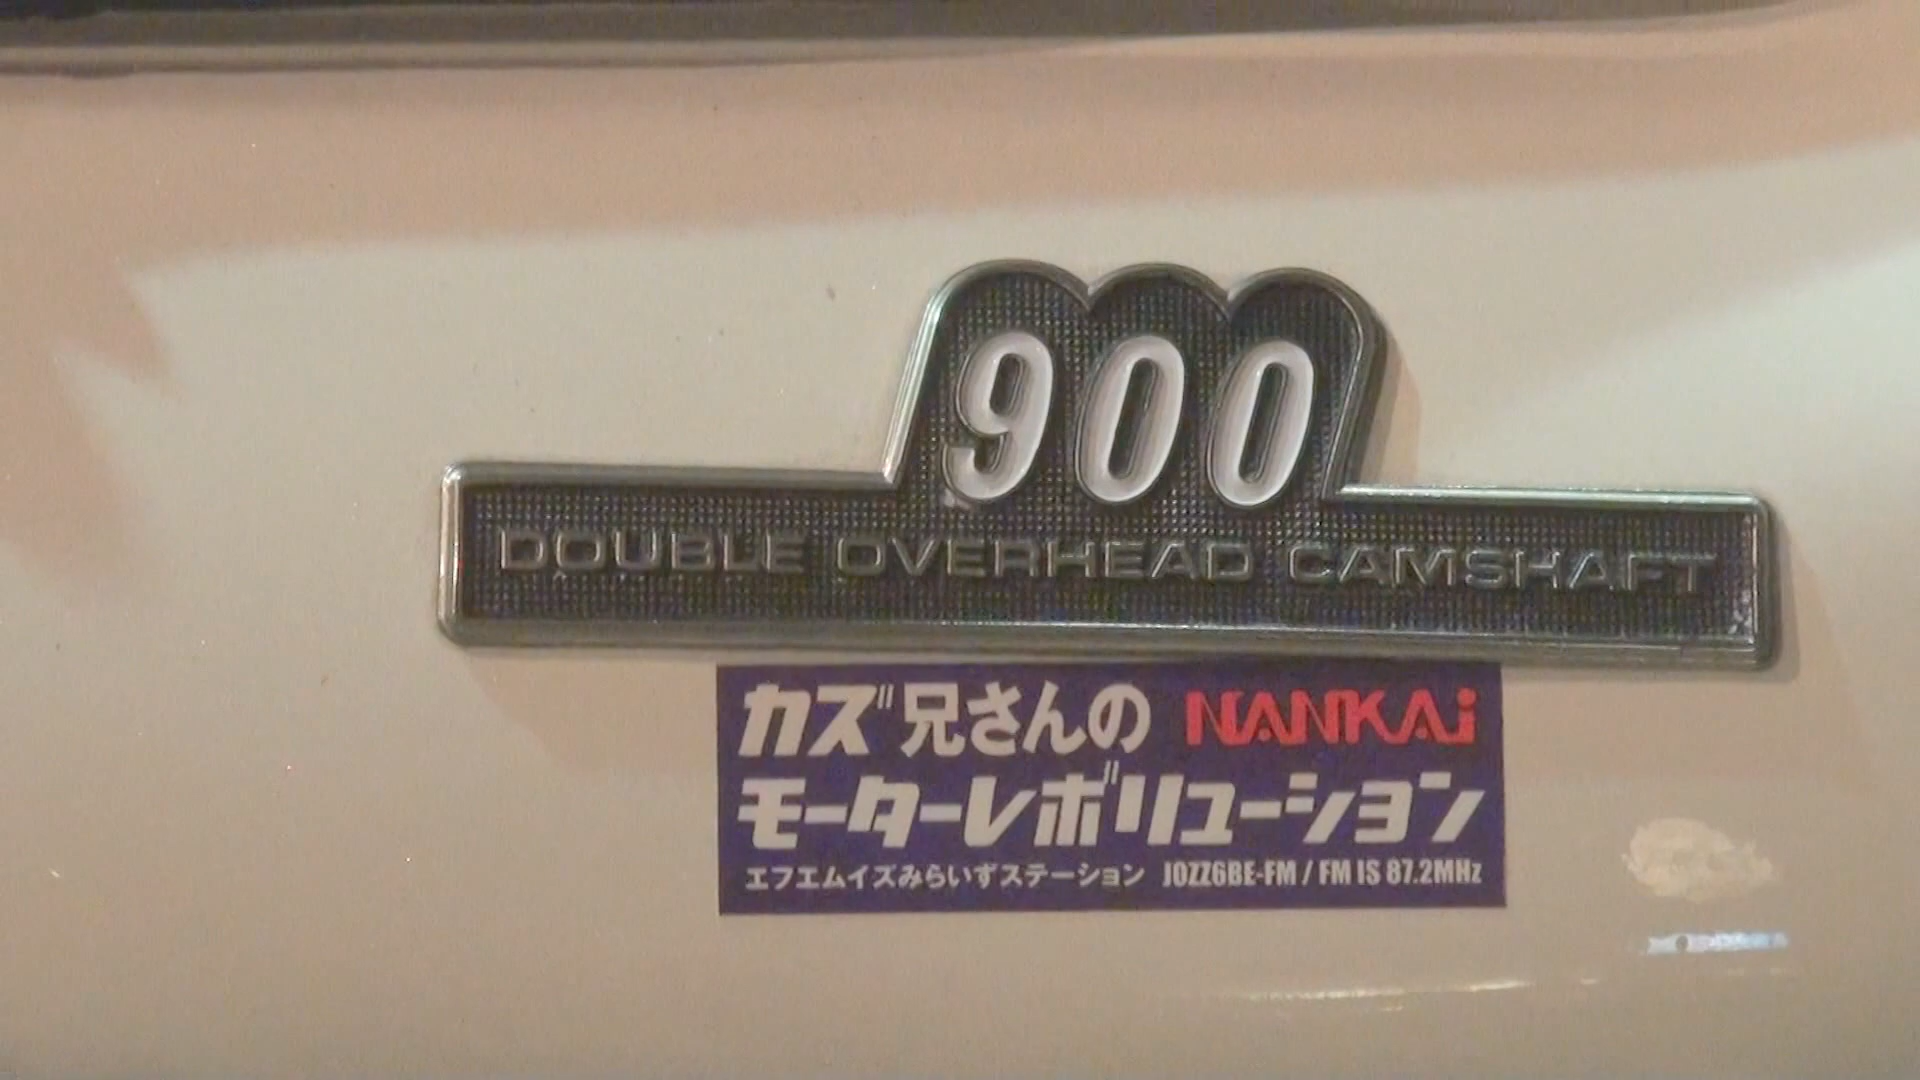 900
DOUBLE OVERHEAD CAMSHAFT
カズ兄さんの NANKAi
モーターレボリューション
エフエムイズみらいずステーション JOZZ6BE-FM / FM IS 87.2MHz